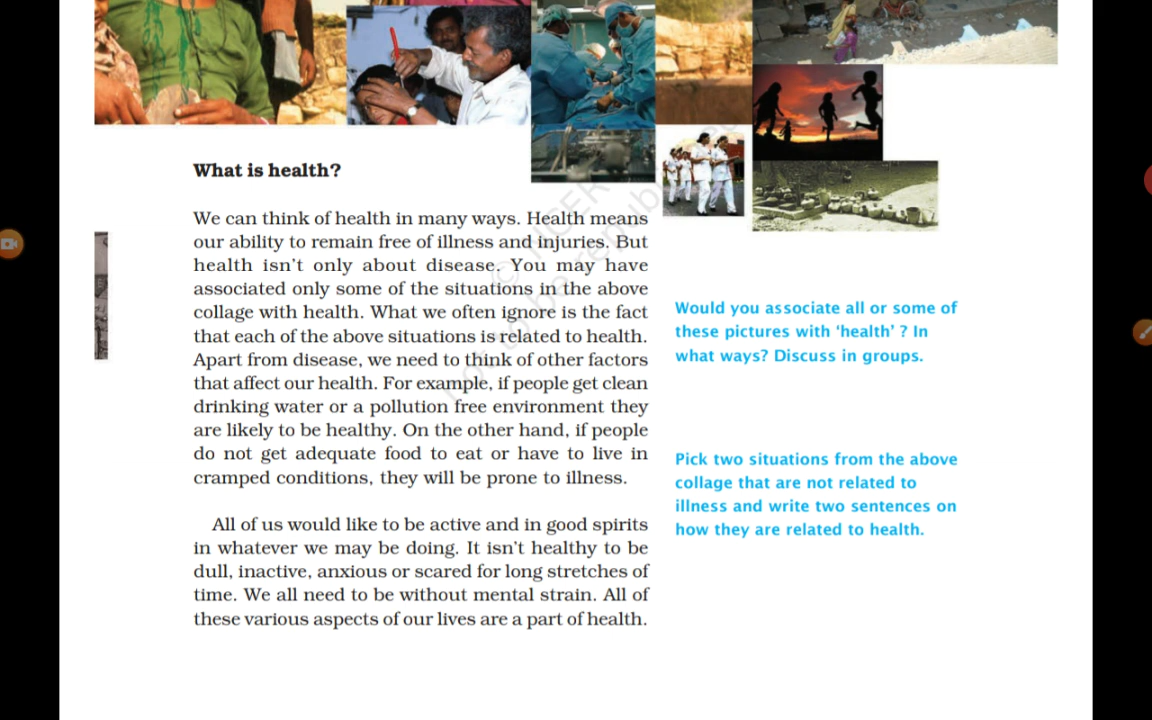 What is health?
We can think of health in many ways. Health means
our ability to remain free of illness and injuries. But
health isn't only about disease. You may have
associated only some of the situations in the above
collage with health. What we often ignore is the fact
that each of the above situations is related to health.
Apart from disease, we need to think of other factors
that affect our health. For example, if people get clean
drinking water or a pollution free environment they
are likely to be healthy. On the other hand, if people
do not get adequate food to eat or have to live in
cramped conditions, they will be prone to illness.
All of us would like to be active and in good spirits
in whatever we may be doing. It isn't healthy to be
dull, inactive, anxious or scared for long stretches of
time. We all need to be without mental strain. All of
these various aspects of our lives are a part of health.
Would you associate all or some of
these pictures with 'health' ? In
what ways? Discuss in groups.
Pick two situations from the above
collage that are not related to
illness and write two sentences on
how they are related to health.